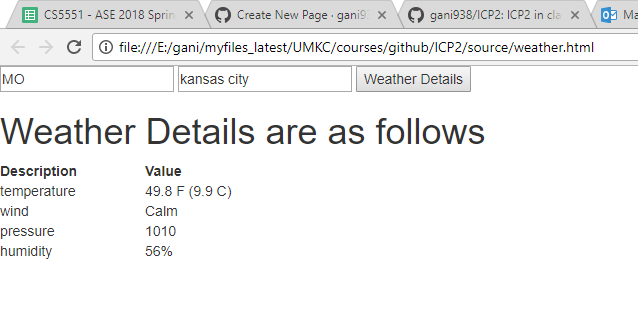 CS5551 - ASE 2018 Sprin
Create New Page · gani9
gani938/ICP2: ICP2 in cla
Ma
file:///E:/gani/myfiles_latest/UMKC/courses/github/ICP2/source/weather.html
MO kansas city Weather Details
Weather Details are as follows
Description Value
temperature 49.8 F (9.9 C)
wind Calm
pressure 1010
humidity 56%